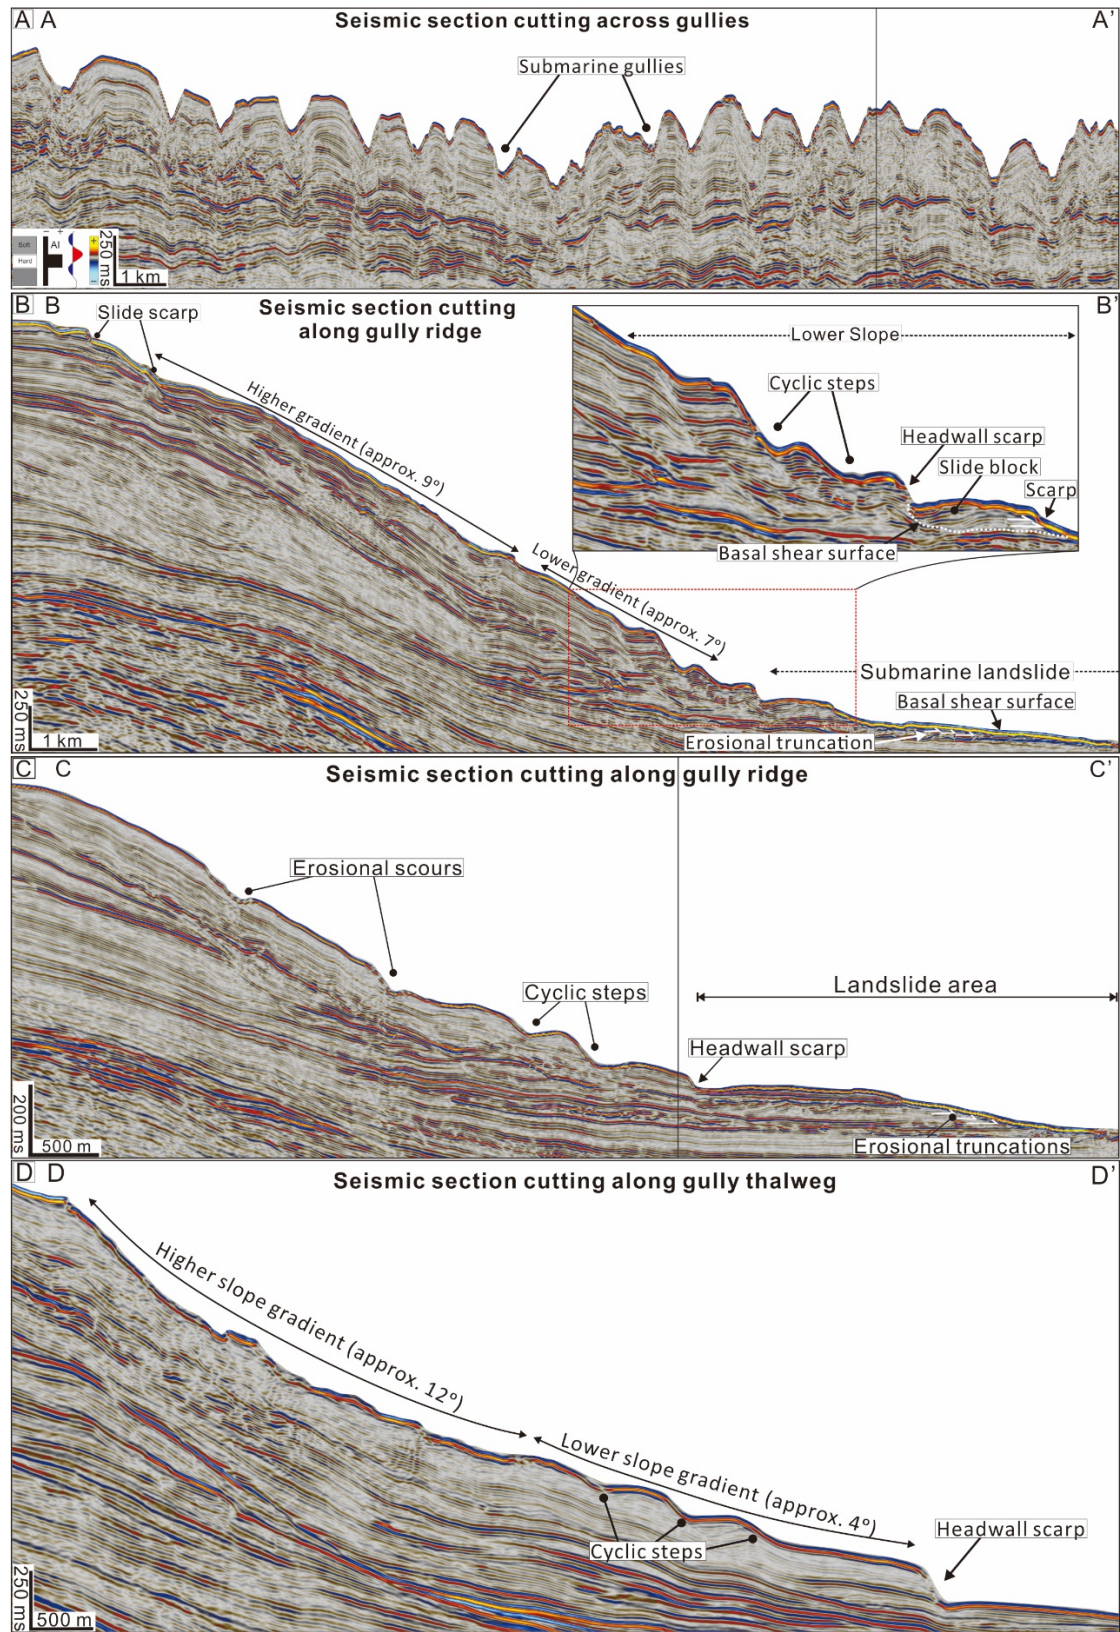 A A Seismic section cutting across gullies A'
Submarine gullies
Soft
Hard
- +
AI
+
-
250 ms
1 km
B B Seismic section cutting
along gully ridge
B'
Slide scarp
Higher gradient (approx. 9°)
Lower gradient (approx. 7°)
Lower Slope
Cyclic steps
Headwall scarp
Slide block
Scarp
Basal shear surface
Submarine landslide
Basal shear surface
Erosional truncation
250 ms
1 km
C C Seismic section cutting along gully ridge C'
Erosional scours
Cyclic steps
Landslide area
Headwall scarp
Erosional truncations
200 ms
500 m
D D Seismic section cutting along gully thalweg D'
Higher slope gradient (approx. 12°)
Lower slope gradient (approx. 4°)
Cyclic steps
Headwall scarp
250 ms
500 m